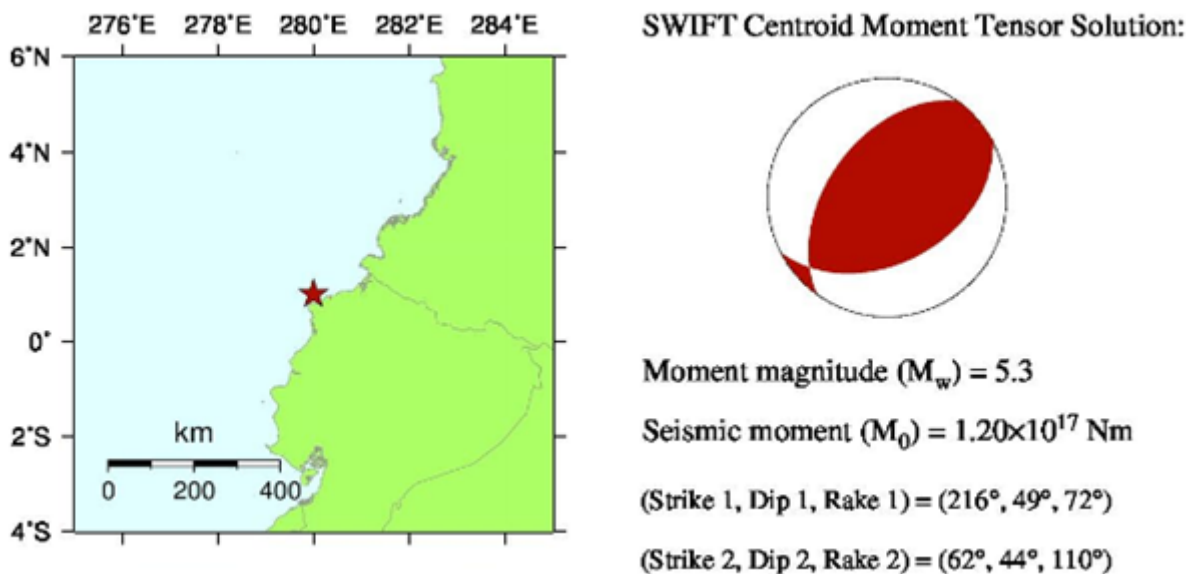 276°E 278°E 280°E 282°E 284°E
6°N
4°N
2°N
0°
2°S
4°S
km
0 200 400
SWIFT Centroid Moment Tensor Solution:
Moment magnitude (Mw) = 5.3
Seismic moment (M0) = 1.20×10^17 Nm
(Strike 1, Dip 1, Rake 1) = (216°, 49°, 72°)
(Strike 2, Dip 2, Rake 2) = (62°, 44°, 110°)